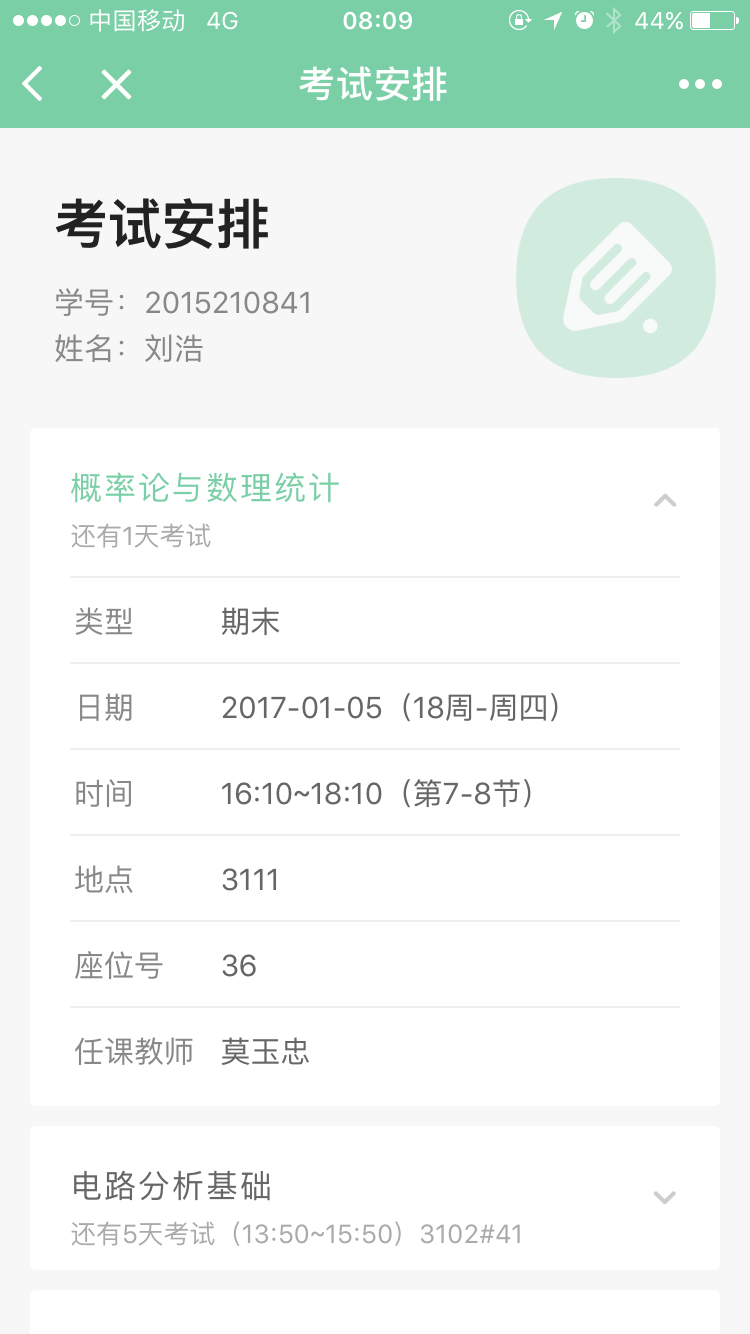 中国移动 4G 08:09 44%
考试安排
考试安排
学号：2015210841
姓名：刘浩
概率论与数理统计
还有1天考试
类型 期末
日期 2017-01-05（18周-周四）
时间 16:10~18:10（第7-8节）
地点 3111
座位号 36
任课教师 莫玉忠
电路分析基础
还有5天考试（13:50~15:50）3102#41